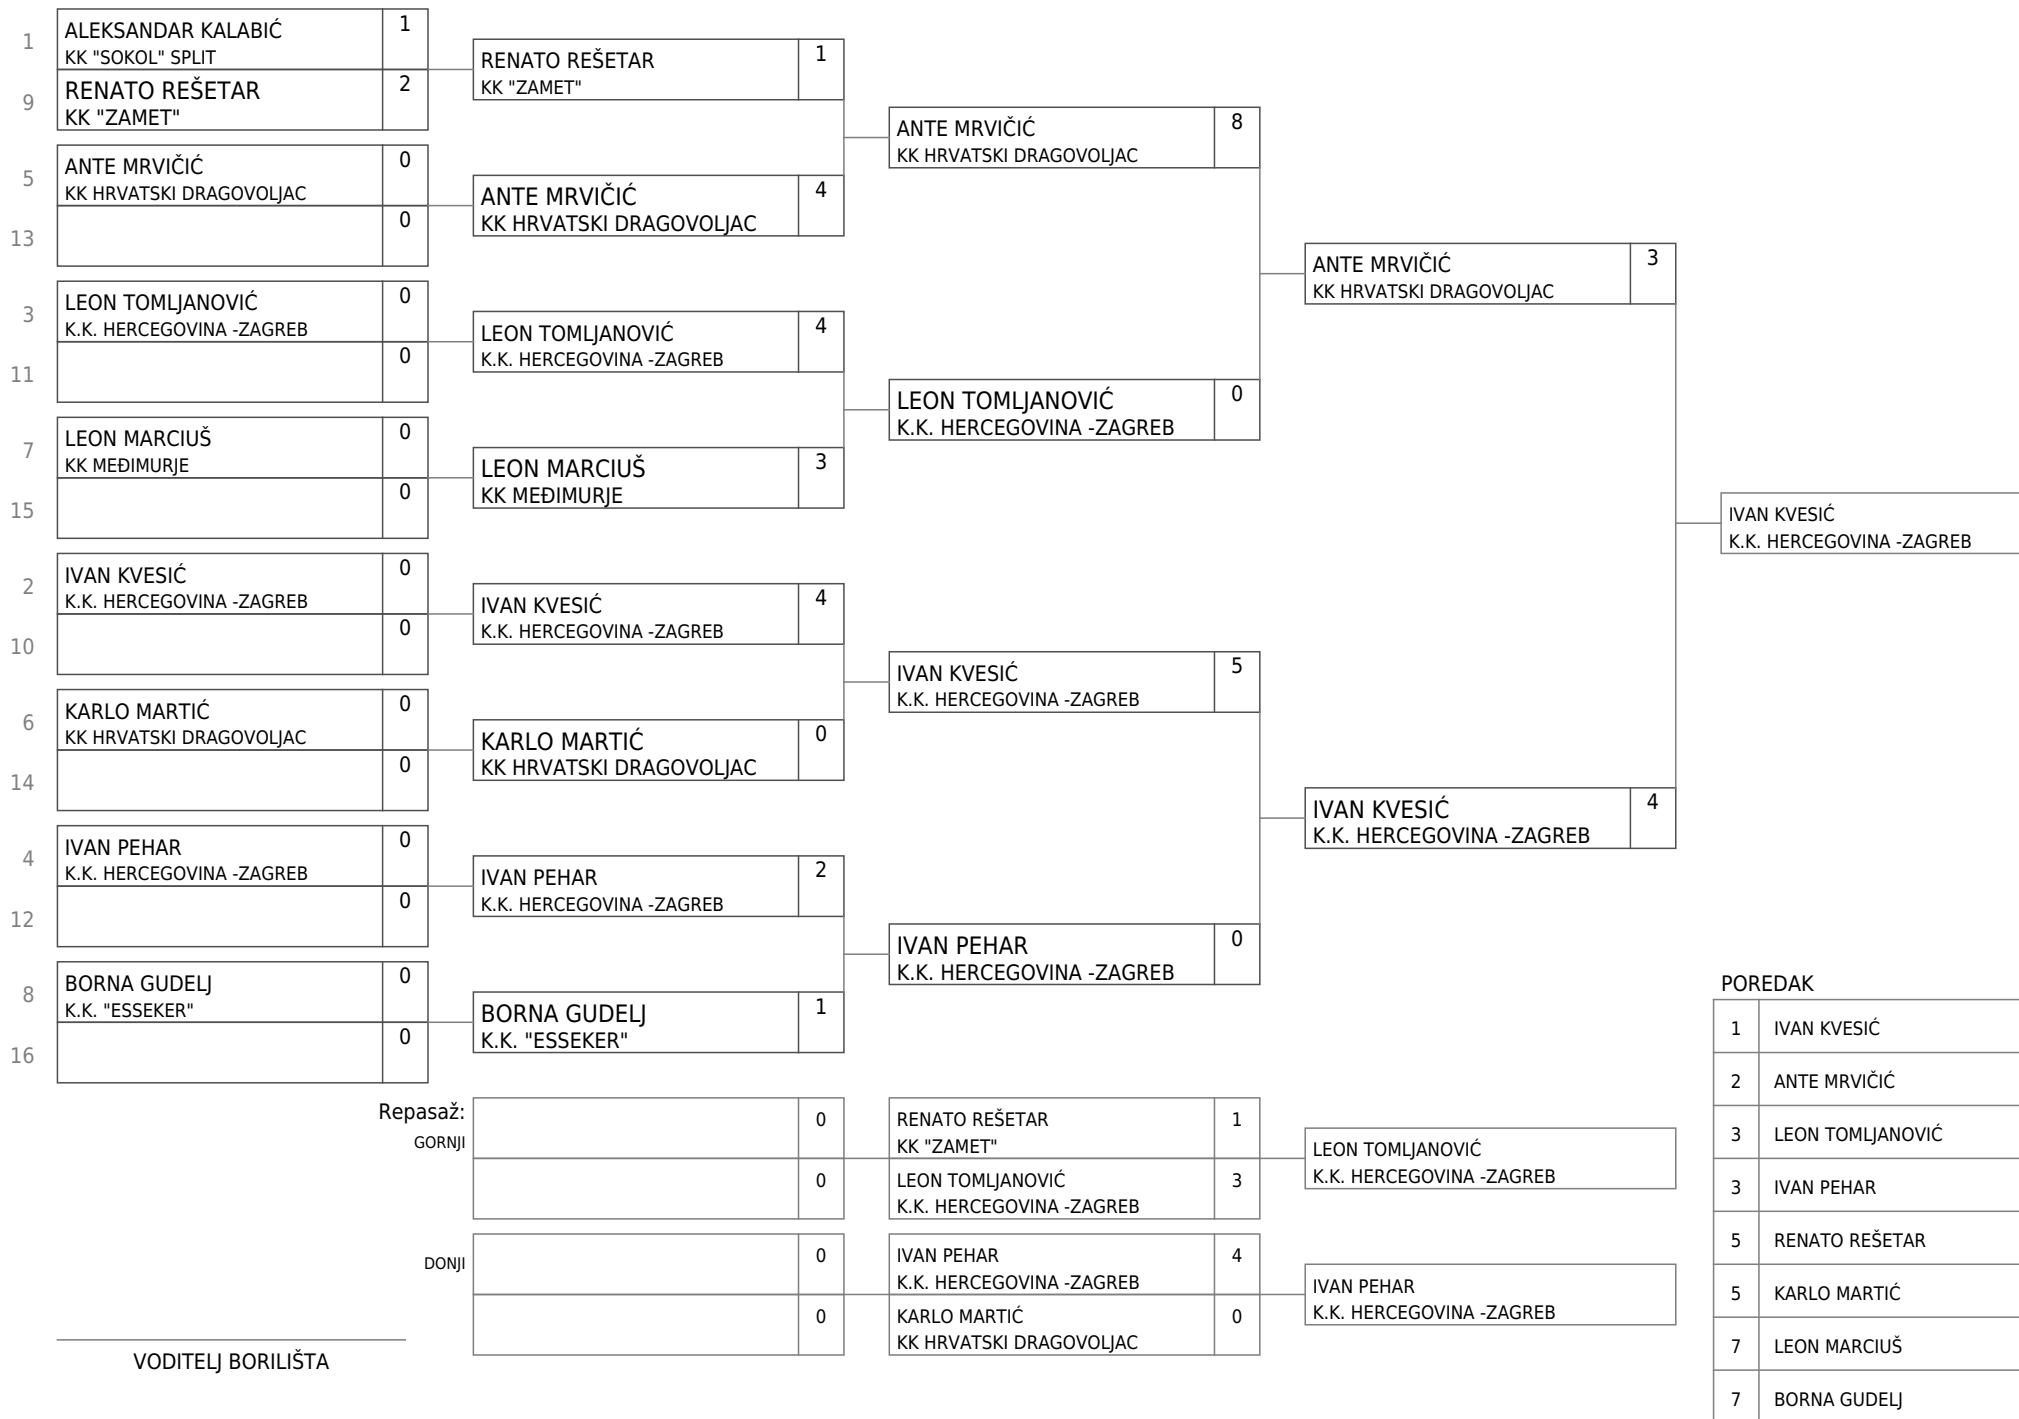 1
ALEKSANDAR KALABIĆ
1
KK "SOKOL" SPLIT
9
RENATO REŠETAR
2
KK "ZAMET"
5
ANTE MRVIČIĆ
0
KK HRVATSKI DRAGOVOLJAC
13
0
3
LEON TOMLJANOVIĆ
0
K.K. HERCEGOVINA -ZAGREB
11
0
7
LEON MARCIUŠ
0
KK MEĐIMURJE
15
0
2
IVAN KVESIĆ
0
K.K. HERCEGOVINA -ZAGREB
10
0
6
KARLO MARTIĆ
0
KK HRVATSKI DRAGOVOLJAC
14
0
4
IVAN PEHAR
0
K.K. HERCEGOVINA -ZAGREB
12
0
8
BORNA GUDELJ
0
K.K. "ESSEKER"
16
0
RENATO REŠETAR
1
KK "ZAMET"
ANTE MRVIČIĆ
4
KK HRVATSKI DRAGOVOLJAC
LEON TOMLJANOVIĆ
4
K.K. HERCEGOVINA -ZAGREB
LEON MARCIUŠ
3
KK MEĐIMURJE
IVAN KVESIĆ
4
K.K. HERCEGOVINA -ZAGREB
KARLO MARTIĆ
0
KK HRVATSKI DRAGOVOLJAC
IVAN PEHAR
2
K.K. HERCEGOVINA -ZAGREB
BORNA GUDELJ
1
K.K. "ESSEKER"
ANTE MRVIČIĆ
8
KK HRVATSKI DRAGOVOLJAC
LEON TOMLJANOVIĆ
0
K.K. HERCEGOVINA -ZAGREB
IVAN KVESIĆ
5
K.K. HERCEGOVINA -ZAGREB
IVAN PEHAR
0
K.K. HERCEGOVINA -ZAGREB
ANTE MRVIČIĆ
3
KK HRVATSKI DRAGOVOLJAC
IVAN KVESIĆ
4
K.K. HERCEGOVINA -ZAGREB
IVAN KVESIĆ
K.K. HERCEGOVINA -ZAGREB
Repasaž:
GORNJI
0
0
RENATO REŠETAR
1
KK "ZAMET"
LEON TOMLJANOVIĆ
3
K.K. HERCEGOVINA -ZAGREB
LEON TOMLJANOVIĆ
K.K. HERCEGOVINA -ZAGREB
DONJI
0
0
IVAN PEHAR
4
K.K. HERCEGOVINA -ZAGREB
KARLO MARTIĆ
0
KK HRVATSKI DRAGOVOLJAC
IVAN PEHAR
K.K. HERCEGOVINA -ZAGREB
VODITELJ BORILIŠTA
POREDAK
1 IVAN KVESIĆ
2 ANTE MRVIČIĆ
3 LEON TOMLJANOVIĆ
3 IVAN PEHAR
5 RENATO REŠETAR
5 KARLO MARTIĆ
7 LEON MARCIUŠ
7 BORNA GUDELJ